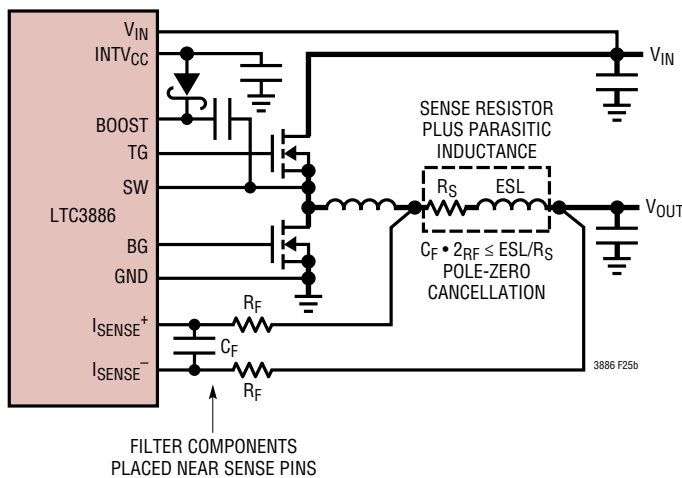 V_IN
INTV_CC
BOOST
TG
SW
LTC3886
BG
GND
I_SENSE^+
I_SENSE^–
V_IN
SENSE RESISTOR
PLUS PARASITIC
INDUCTANCE
R_S
ESL
V_OUT
C_F • 2R_F ≤ ESL/R_S
POLE-ZERO
CANCELLATION
R_F
C_F
R_F
3886 F25b
FILTER COMPONENTS
PLACED NEAR SENSE PINS